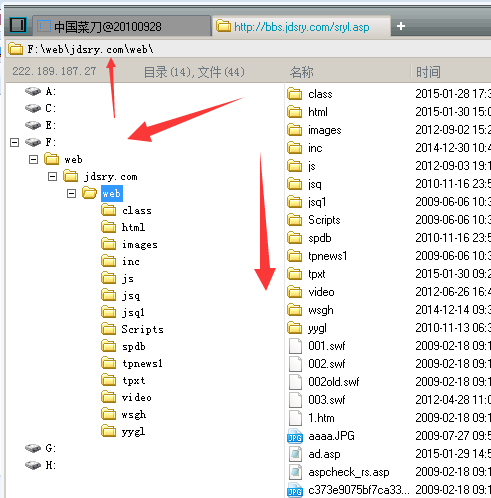 中国菜刀@20100928 http://bbs.jdsry.com/sryl.asp
F:\web\jdsry.com\web\
222.189.187.27 目录(14),文件(44) 名称 时间
A:
C:
E:
F:
web
jdsry.com
web
class
html
images
inc
js
jsq
jsq1
Scripts
spdb
tpnews1
tpxt
video
wsgh
yygl
G:
H:
class 2015-01-28 17:3
html 2015-01-30 15:0
images 2012-09-02 15:2
inc 2014-12-30 10:4
js 2012-09-03 19:1
jsq 2010-11-16 23:5
jsq1 2009-06-06 10:3
Scripts 2009-06-06 10:3
spdb 2010-11-16 23:5
tpnews1 2009-06-06 10:3
tpxt 2015-01-30 09:2
video 2012-06-26 16:4
wsgh 2014-12-14 09:3
yygl 2010-11-13 06:3
001.swf 2009-02-18 09:1
002.swf 2009-02-18 09:1
002old.swf 2009-02-18 09:1
003.swf 2012-04-28 11:0
1.htm 2009-02-18 09:1
aaaa.JPG 2009-07-27 09:5
ad.asp 2015-01-29 14:5
aspcheck_rs.asp 2009-02-18 09:1
c373e9075bf7ca33... 2009-02-18 09:1